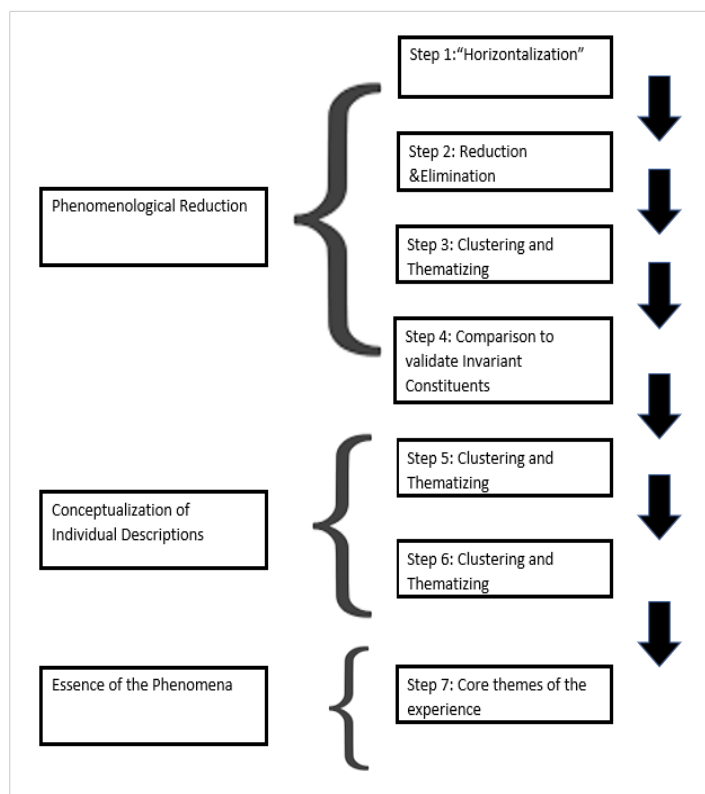 Step 1:“Horizontalization”
Step 2: Reduction
&Elimination
Phenomenological Reduction
Step 3: Clustering and
Thematizing
Step 4: Comparison to
validate Invariant
Constituents
Step 5: Clustering and
Thematizing
Conceptualization of
Individual Descriptions
Step 6: Clustering and
Thematizing
Essence of the Phenomena
Step 7: Core themes of the
experience